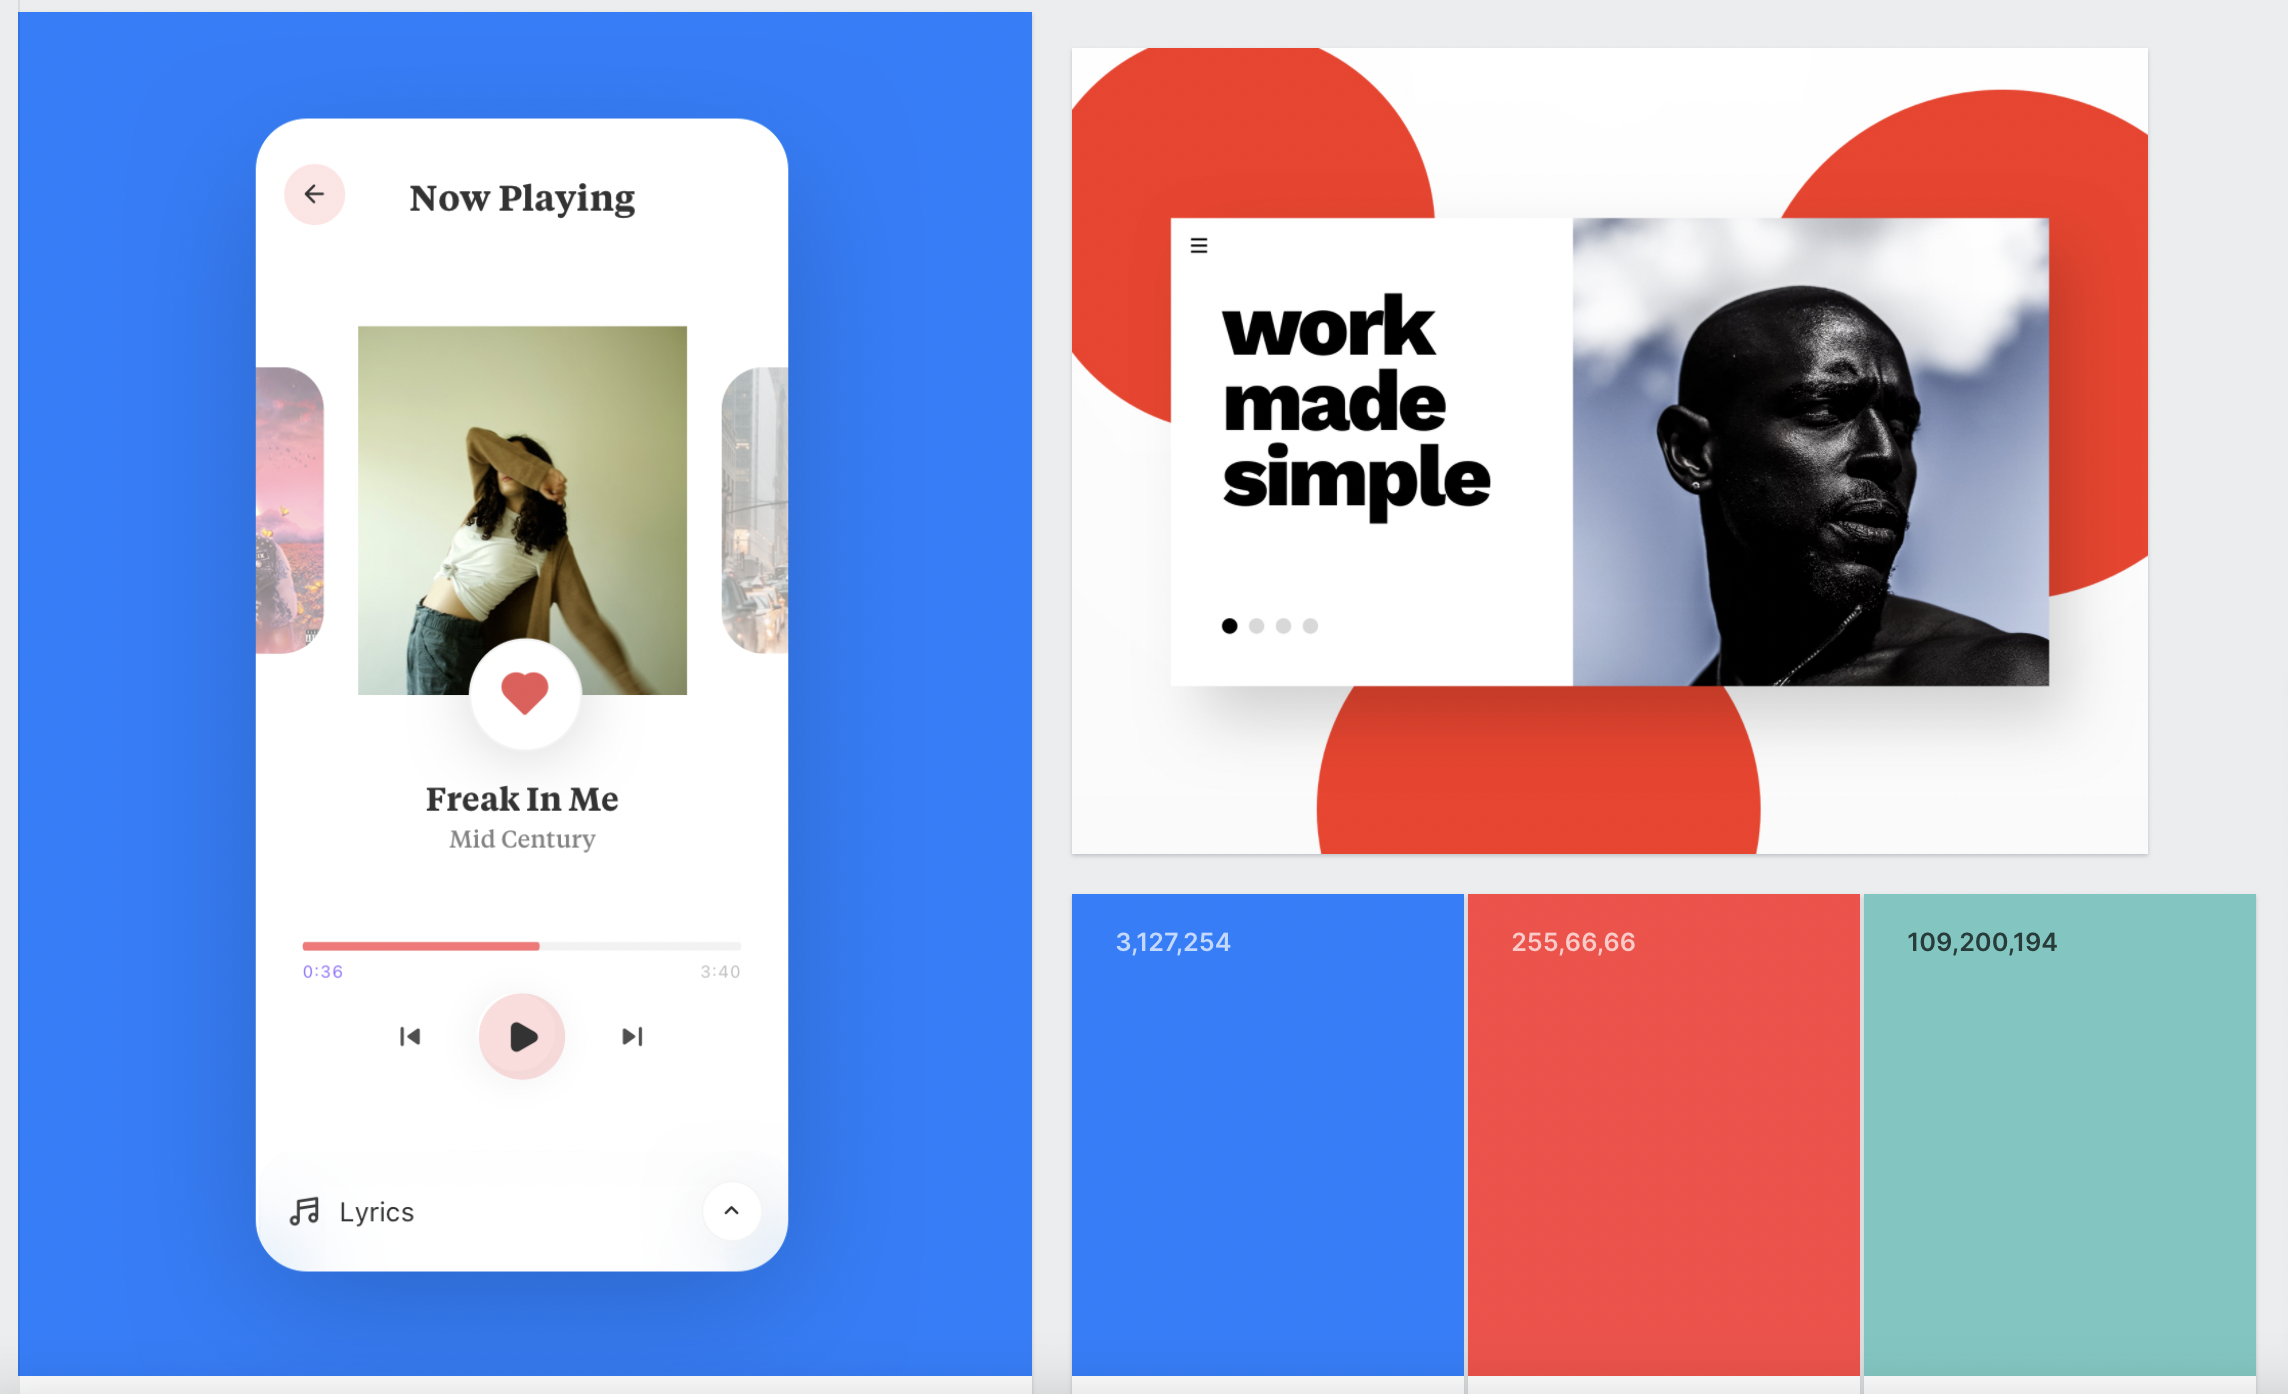 Now Playing
Freak In Me
Mid Century
0:36
3:40
Lyrics
work
made
simple
3,127,254
255,66,66
109,200,194